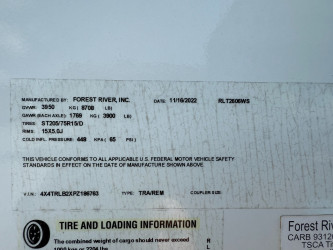 MANUFACTURED BY: FOREST RIVER, INC. DATE: 11/16/2022 RLT2606WS
GVWR: 3950 KG ( 8708 LB)
GAWR (EACH AXLE): 1769 KG ( 3900 LB)
TIRES: ST205/75R15/D
RIMS: 15X5.0J
COLD INFL. PRESSURE: 448 KPA ( 65 PSI)
THIS VEHICLE CONFORMS TO ALL APPLICABLE U.S. FEDERAL MOTOR VEHICLE SAFETY
STANDARDS IN EFFECT ON THE DATE OF MANUFACTURE SHOWN ABOVE.
V.I.N.: TYPE: TRA/REM COUPLER SIZE:
TIRE AND LOADING INFORMATION
The combined weight of cargo should never exceed
Forest Rive
CARB 93120
TSCA T